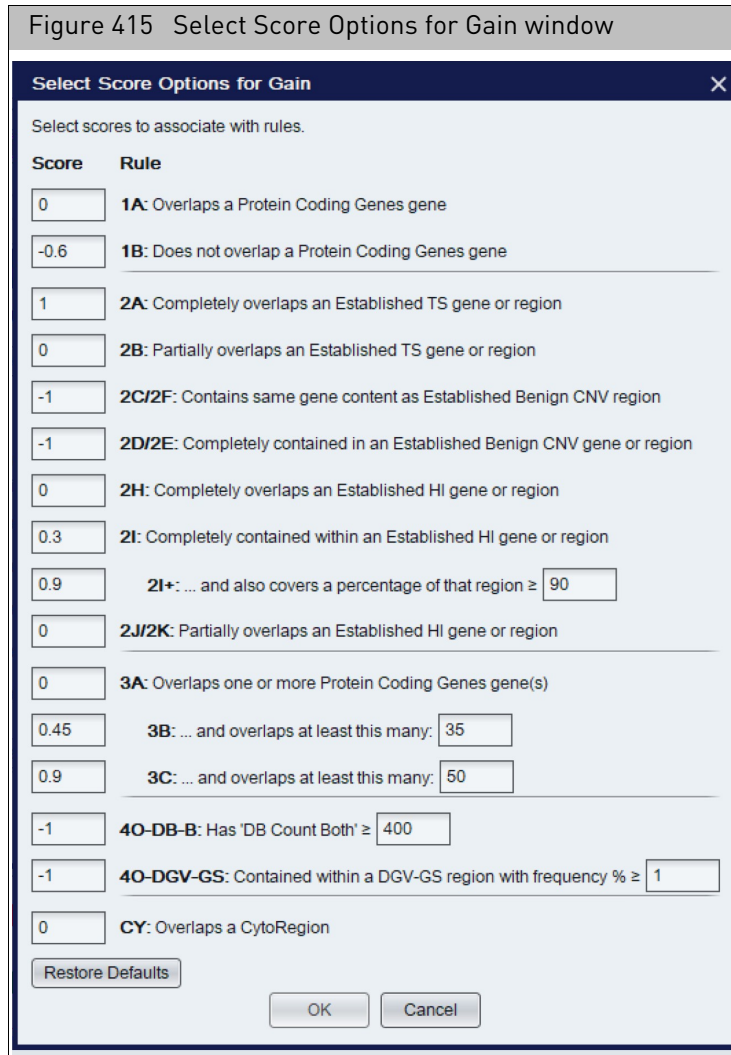 Figure 415 Select Score Options for Gain window
Select Score Options for Gain
Select scores to associate with rules.
Score Rule
0 1A: Overlaps a Protein Coding Genes gene
-0.6 1B: Does not overlap a Protein Coding Genes gene
1 2A: Completely overlaps an Established TS gene or region
0 2B: Partially overlaps an Established TS gene or region
-1 2C/2F: Contains same gene content as Established Benign CNV region
-1 2D/2E: Completely contained in an Established Benign CNV gene or region
0 2H: Completely overlaps an Established HI gene or region
0.3 2I: Completely contained within an Established HI gene or region
0.9 2I+: ... and also covers a percentage of that region ≥ 90
0 2J/2K: Partially overlaps an Established HI gene or region
0 3A: Overlaps one or more Protein Coding Genes gene(s)
0.45 3B: ... and overlaps at least this many: 35
0.9 3C: ... and overlaps at least this many: 50
-1 4O-DB-B: Has 'DB Count Both' ≥ 400
-1 4O-DGV-GS: Contained within a DGV-GS region with frequency % ≥ 1
0 CY: Overlaps a CytoRegion
Restore Defaults
OK Cancel